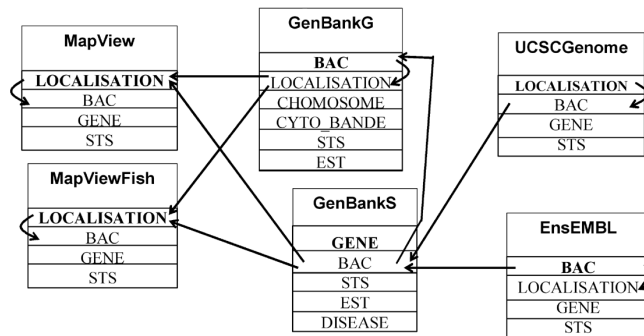 MapView
LOCALISATION
BAC
GENE
STS
MapViewFish
LOCALISATION
BAC
GENE
STS
GenBankG
BAC
LOCALISATION
CHOMOSOME
CYTO_BANDE
STS
EST
GenBankS
GENE
BAC
STS
EST
DISEASE
UCSCGenome
LOCALISATION
BAC
GENE
STS
EnsEMBL
BAC
LOCALISATION
GENE
STS